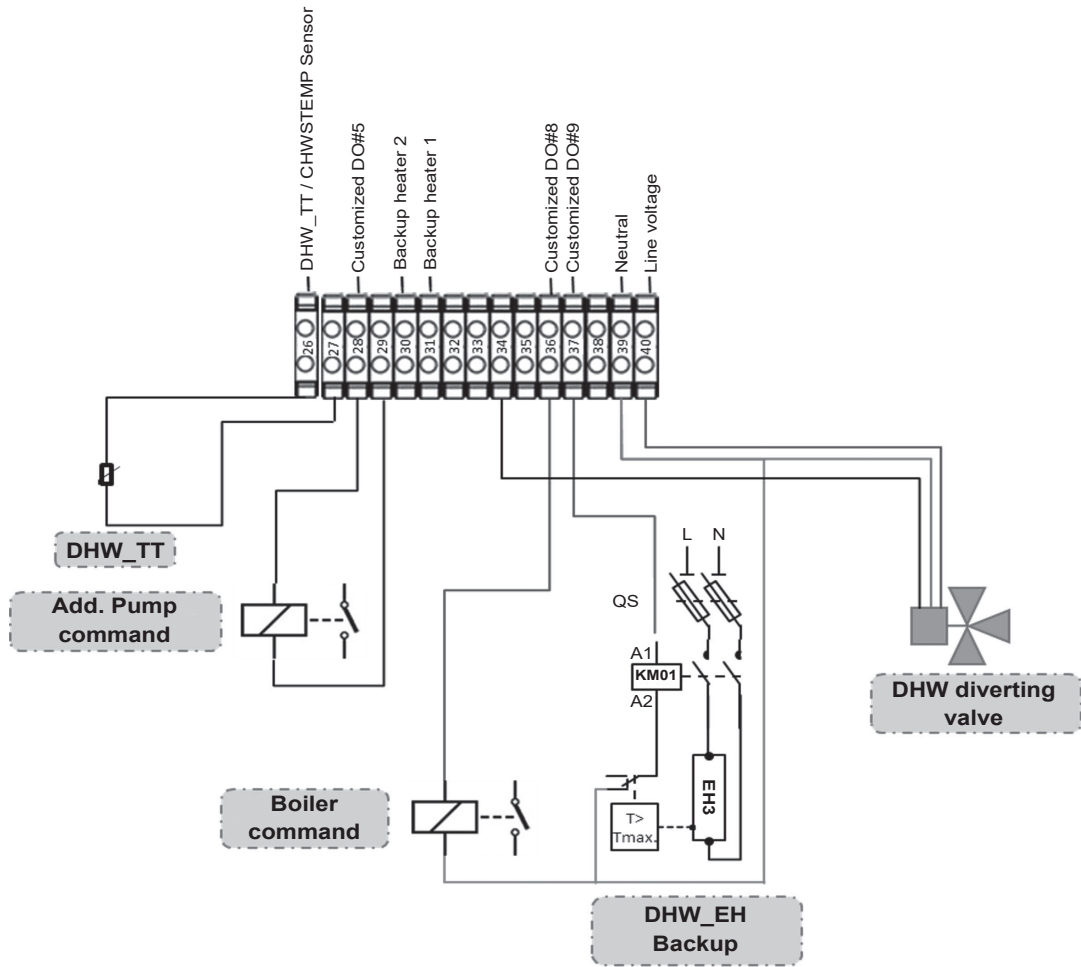 DHW_TT / CHWSTEMP Sensor
Customized DO#5
Backup heater 2
Backup heater 1
Customized DO#8
Customized DO#9
Neutral
Line voltage
26
27
28
29
30
31
32
33
34
35
36
37
38
39
40
DHW_TT
Add. Pump
command
L
N
QS
A1
KM01
A2
EH3
T>
Tmax.
DHW diverting
valve
Boiler
command
DHW_EH
Backup